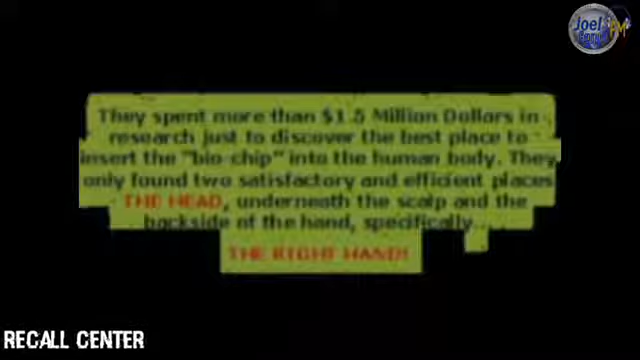 Joel
PM
They spent more than $1.5 Million Dollars in
research just to discover the best place to
insert the "bio-chip" into the human body. They
only found two satisfactory and efficient places
THE HEAD, underneath the scalp and the
backside of the hand, specifically....
THE RIGHT HAND!
RECALL CENTER